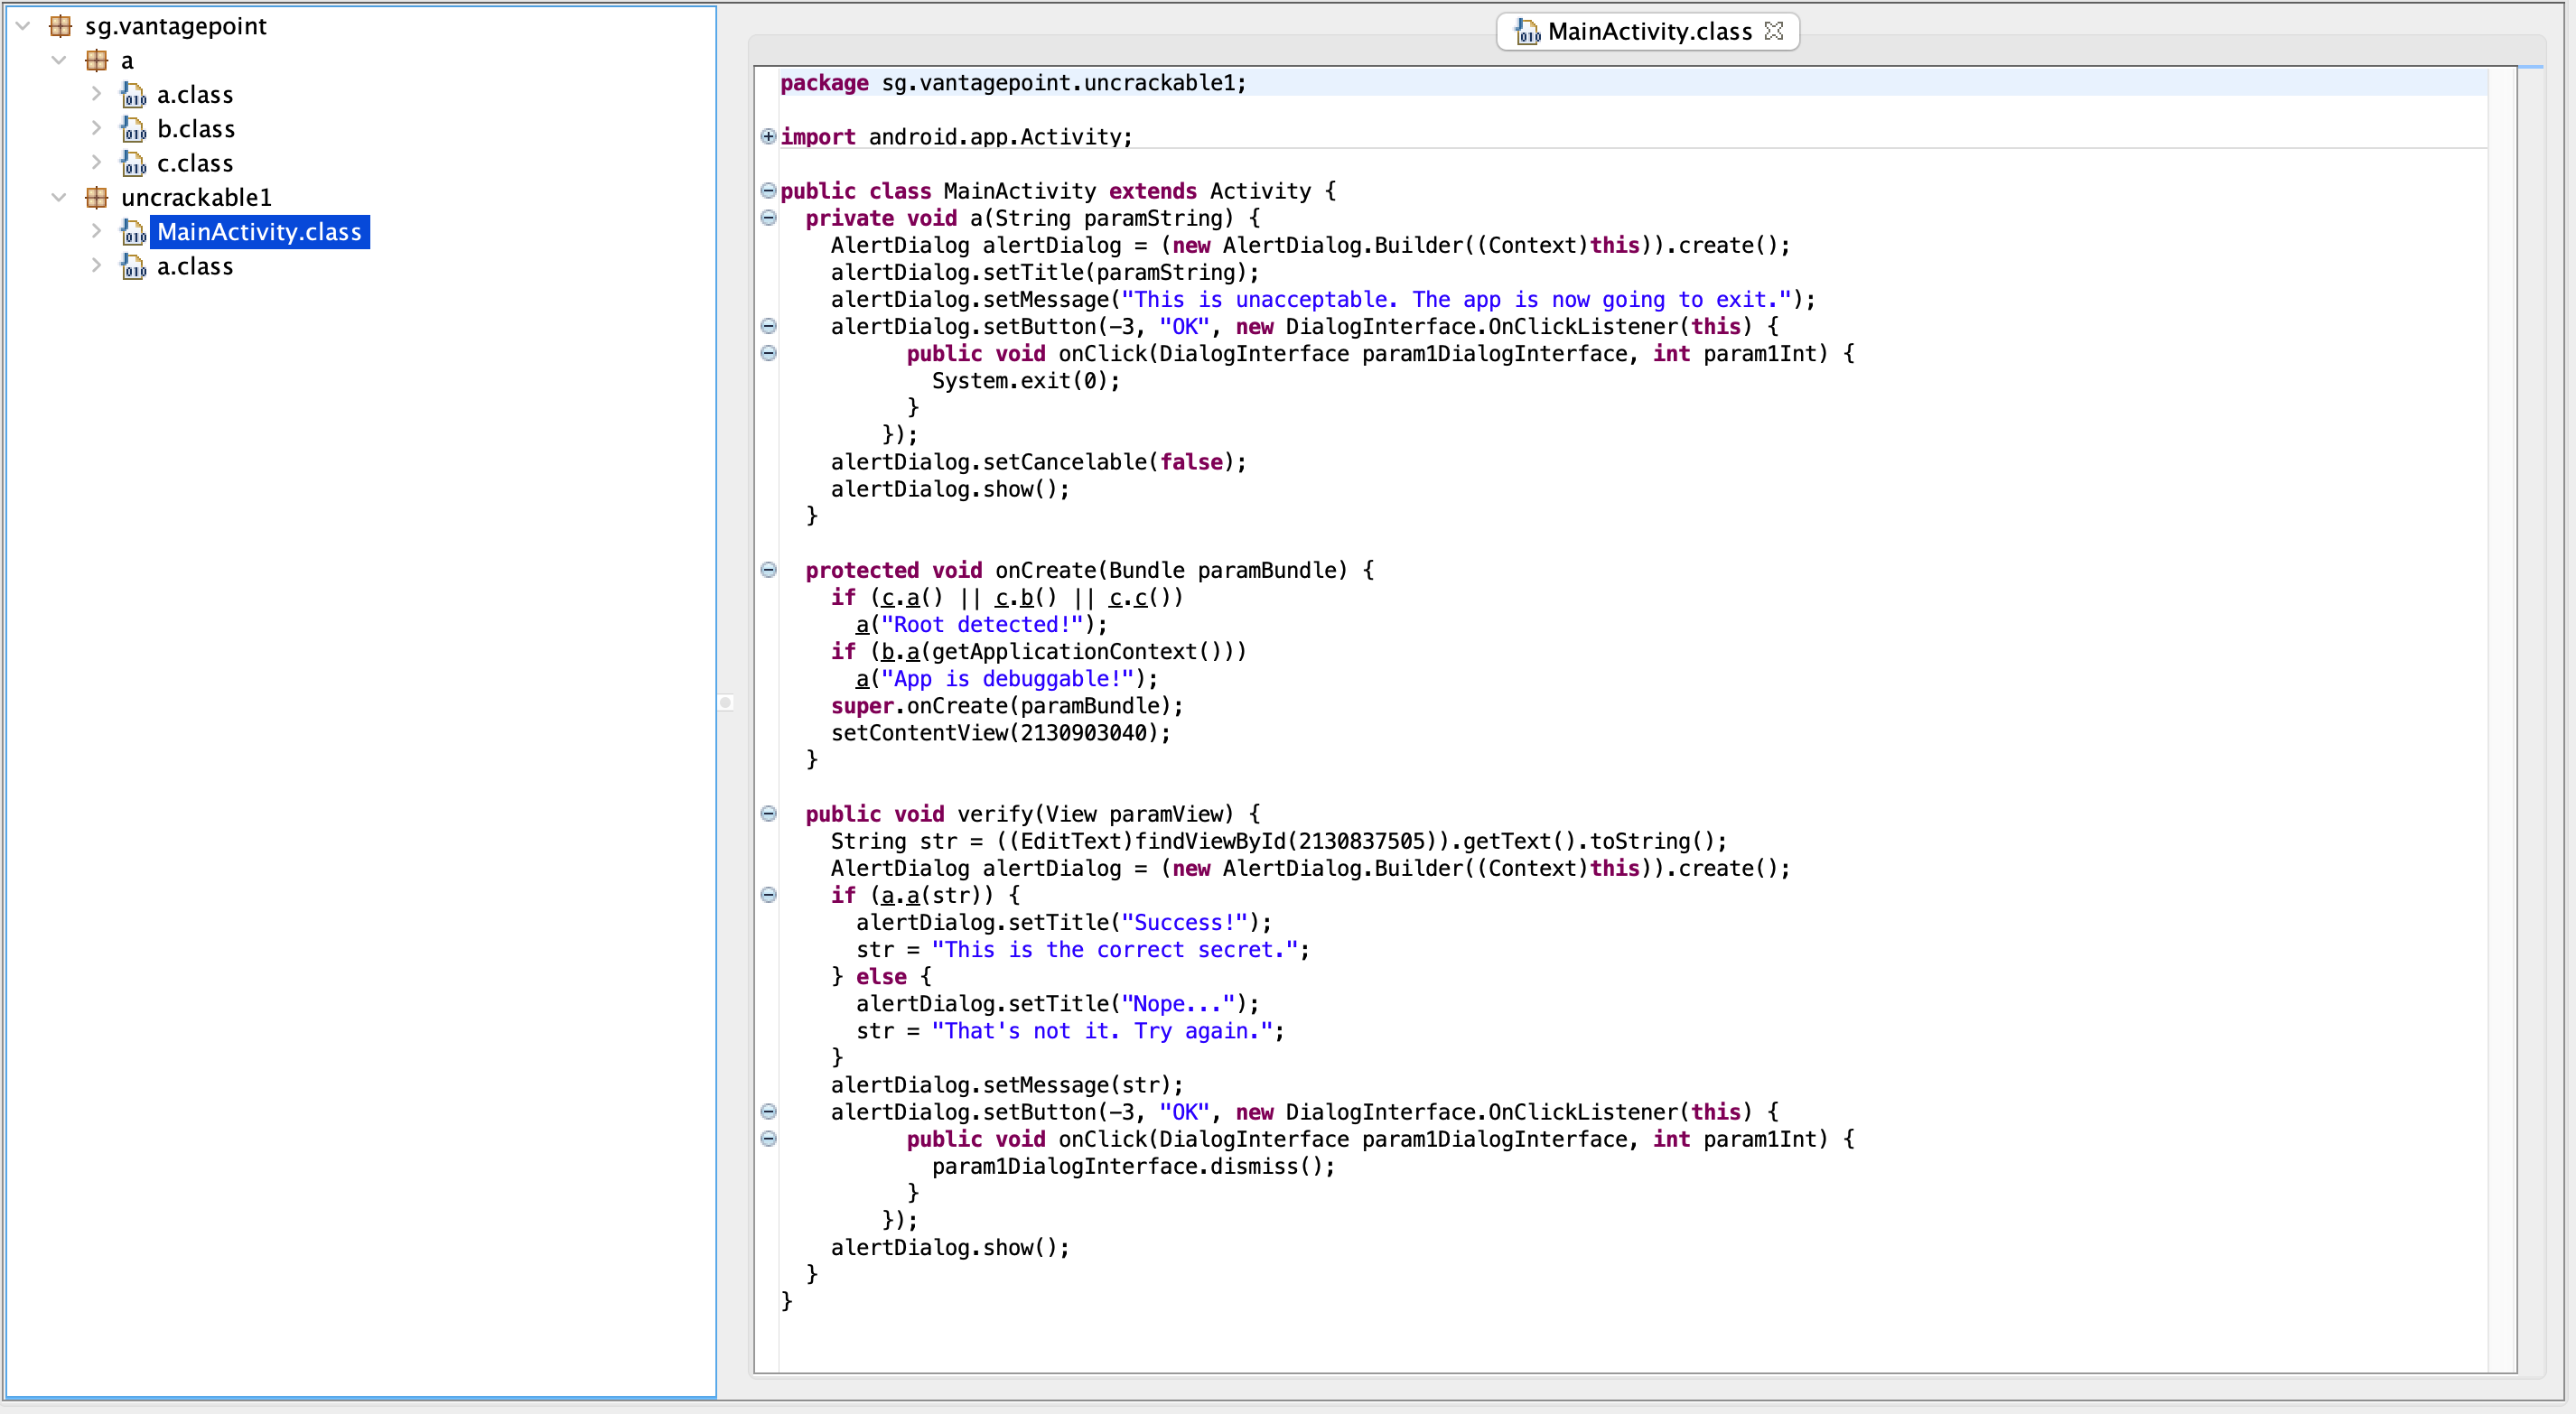 sg.vantagepoint
a
a.class
b.class
c.class
uncrackable1
MainActivity.class
a.class
MainActivity.class
package sg.vantagepoint.uncrackable1;
import android.app.Activity;
public class MainActivity extends Activity {
private void a(String paramString) {
AlertDialog alertDialog = (new AlertDialog.Builder((Context)this)).create();
alertDialog.setTitle(paramString);
alertDialog.setMessage("This is unacceptable. The app is now going to exit.");
alertDialog.setButton(-3, "OK", new DialogInterface.OnClickListener(this) {
public void onClick(DialogInterface param1DialogInterface, int param1Int) {
System.exit(0);
}
});
alertDialog.setCancelable(false);
alertDialog.show();
}
protected void onCreate(Bundle paramBundle) {
if (c.a() || c.b() || c.c())
a("Root detected!");
if (b.a(getApplicationContext()))
a("App is debuggable!");
super.onCreate(paramBundle);
setContentView(2130903040);
}
public void verify(View paramView) {
String str = ((EditText)findViewById(2130837505)).getText().toString();
AlertDialog alertDialog = (new AlertDialog.Builder((Context)this)).create();
if (a.a(str)) {
alertDialog.setTitle("Success!");
str = "This is the correct secret.";
} else {
alertDialog.setTitle("Nope...");
str = "That's not it. Try again.";
}
alertDialog.setMessage(str);
alertDialog.setButton(-3, "OK", new DialogInterface.OnClickListener(this) {
public void onClick(DialogInterface param1DialogInterface, int param1Int) {
param1DialogInterface.dismiss();
}
});
alertDialog.show();
}
}